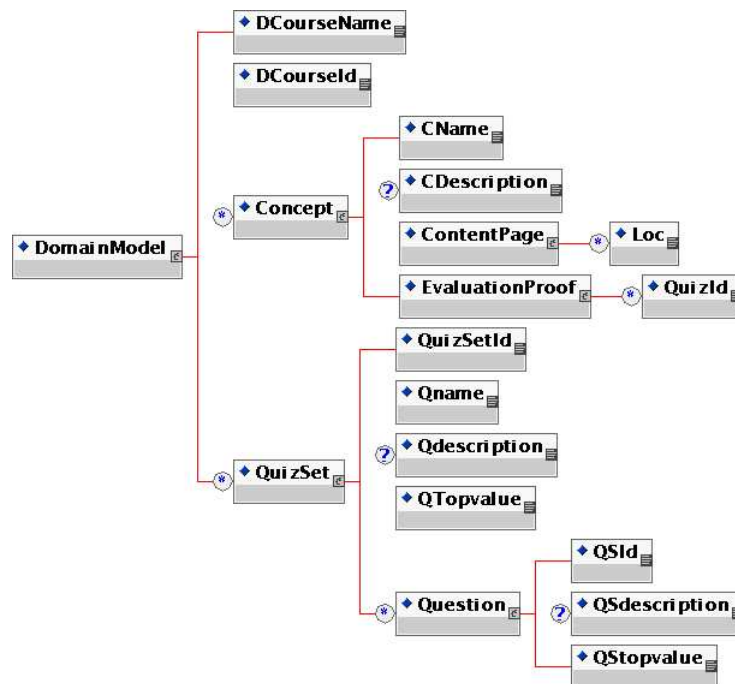 DCourseName
DCourseId
CName
* Concept
? CDescription
DomainModel
ContentPage * Loc
EvaluationProof * QuizId
QuizSetId
Qname
? Qdescription
* QuizSet
QTopvalue
QSId
* Question
? QSdescription
QStopvalue